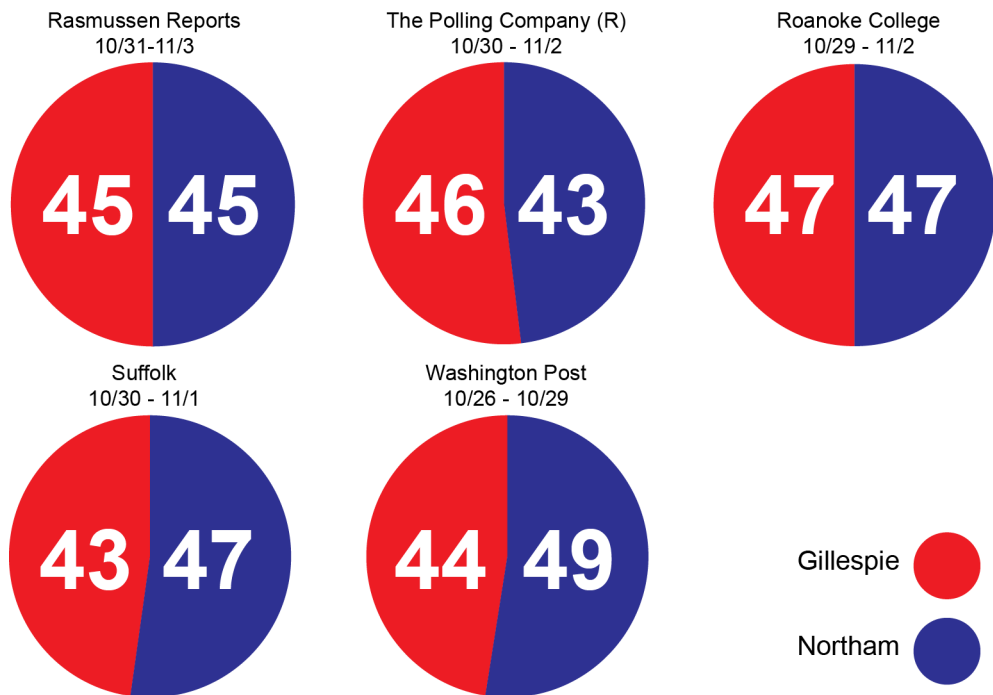 Rasmussen Reports
10/31-11/3
45 45
The Polling Company (R)
10/30 - 11/2
46 43
Roanoke College
10/29 - 11/2
47 47
Suffolk
10/30 - 11/1
43 47
Washington Post
10/26 - 10/29
44 49
Gillespie
Northam